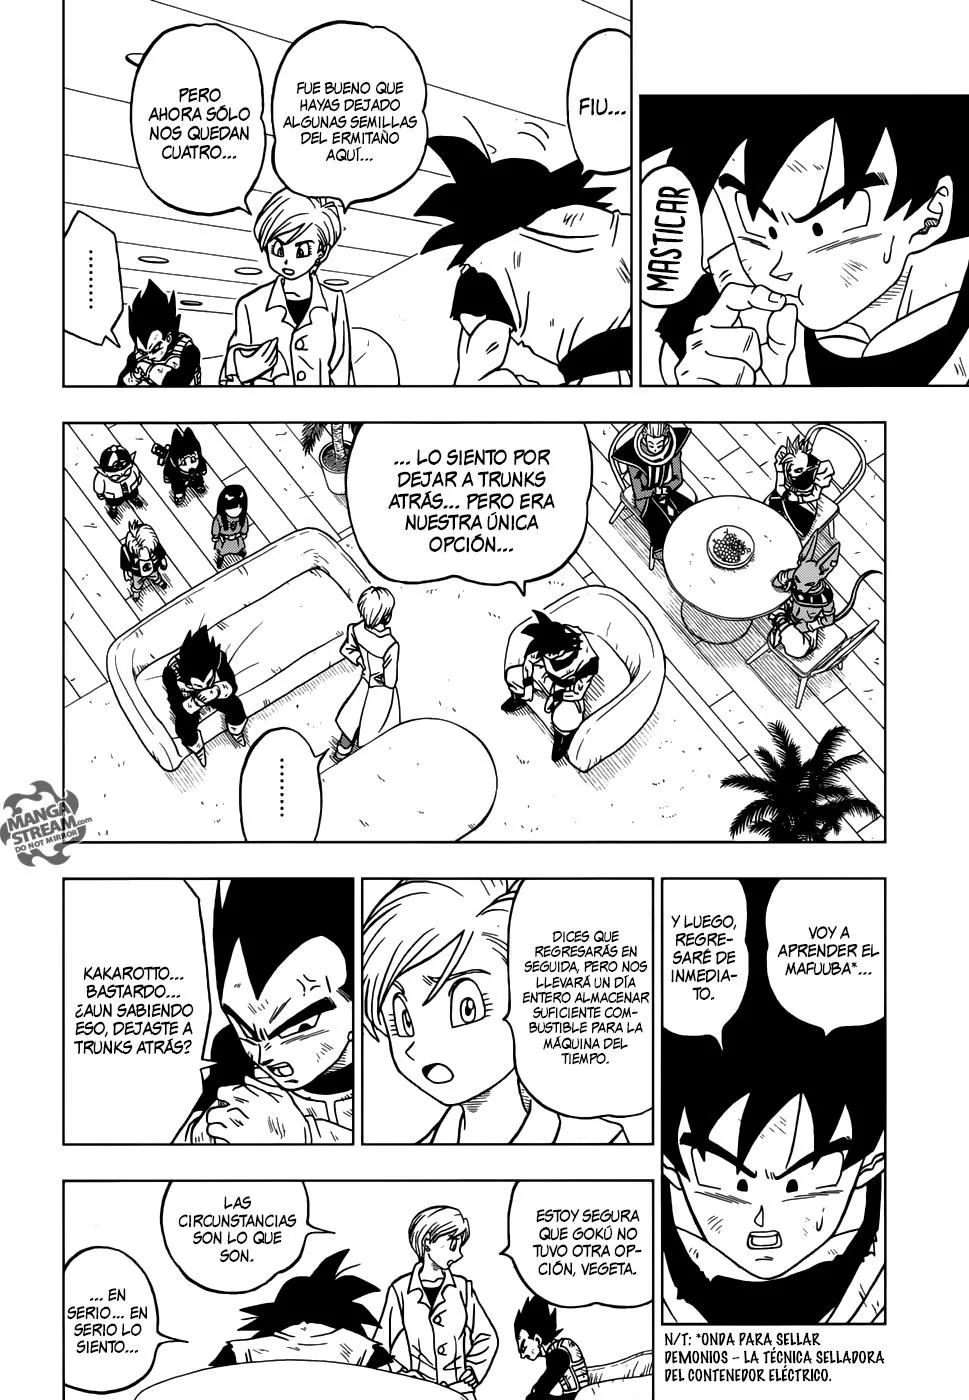 MASTICAR
FIU...
FUE BUENO QUE
HAYAS DEJADO
ALGUNAS SEMILLAS
DEL ERMITAÑO
AQUÍ...
PERO
AHORA SÓLO
NOS QUEDAN
CUATRO...
........
... LO SIENTO POR
DEJAR A TRUNKS
ATRÁS... PERO ERA
NUESTRA ÚNICA
OPCIÓN...
........
MANGA
STREAM.com
DO NOT MIRROR
VOY A
APRENDER EL
MAFUUBA*...
Y LUEGO,
REGRE-
SARÉ DE
INMEDIA-
TO.
DICES QUE
REGRESARÁS EN
SEGUIDA, PERO NOS
LLEVARÁ UN DÍA
ENTERO ALMACENAR
SUFICIENTE COM-
BUSTIBLE PARA LA
MÁQUINA DEL
TIEMPO.
KAKAROTTO...
BASTARDO...
¿AUN SABIENDO
ESO, DEJASTE A
TRUNKS ATRÁS?
ESTOY SEGURA
QUE GOKÚ NO
TUVO OTRA OP-
CIÓN, VEGETA.
LAS
CIRCUNSTANCIAS
SON LO QUE
SON.
... EN
SERIO... EN
SERIO LO
SIENTO...
N/T: *ONDA PARA SELLAR
DEMONIOS – LA TÉCNICA SELLADORA
DEL CONTENEDOR ELÉCTRICO.